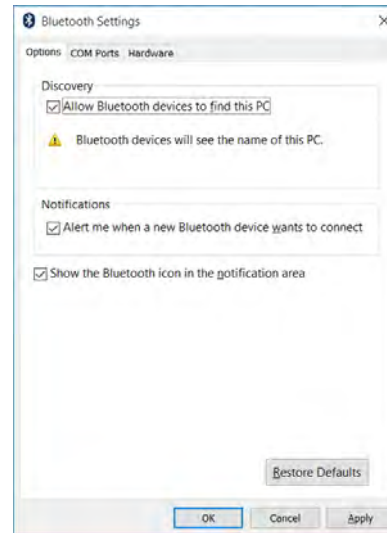 Bluetooth Settings
Options COM Ports Hardware
Discovery
Allow Bluetooth devices to find this PC
Bluetooth devices will see the name of this PC.
Notifications
Alert me when a new Bluetooth device wants to connect
Show the Bluetooth icon in the notification area
Restore Defaults
OK Cancel Apply